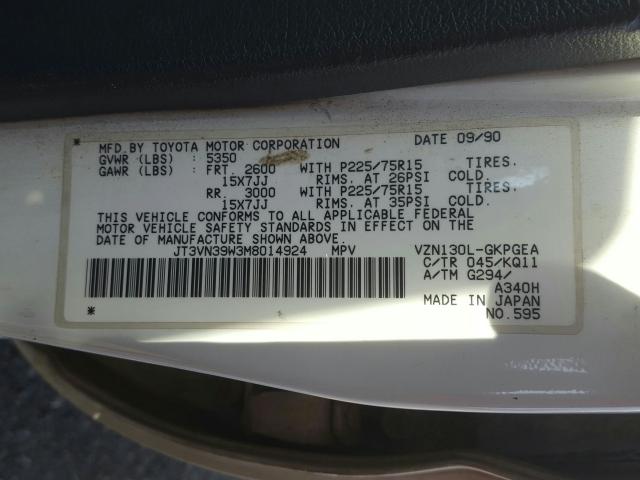 MFD. BY TOYOTA MOTOR CORPORATION DATE 09/90
GVWR (LBS) 5350
GAWR (LBS) : FRT. 2600 WITH P225/75R15 TIRES.
15X7JJ RIMS. AT 26PSI COLD.
RR. 3000 WITH P225/75R15 TIRES.
15X7JJ RIMS. AT 35PSI COLD.
THIS VEHICLE CONFORMS TO ALL APPLICABLE FEDERAL
MOTOR VEHICLE SAFETY STANDARDS IN EFFECT ON THE
DATE OF MANUFACTURE SHOWN ABOVE.
JT3VN39W3M8014924 MPV VZN130L-GKPGEA
C/TR 045/KQ11
A/TM G294/
A340H
MADE IN JAPAN
NO.595